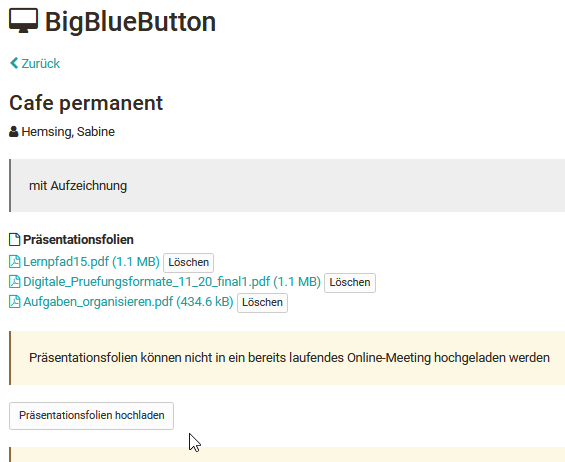 BigBlueButton
Zurück
Cafe permanent
Hemsing, Sabine
mit Aufzeichnung
Präsentationsfolien
Lernpfad15.pdf (1.1 MB) Löschen
Digitale_Pruefungsformate_11_20_final1.pdf (1.1 MB) Löschen
Aufgaben_organisieren.pdf (434.6 kB) Löschen
Präsentationsfolien können nicht in ein bereits laufendes Online-Meeting hochgeladen werden
Präsentationsfolien hochladen